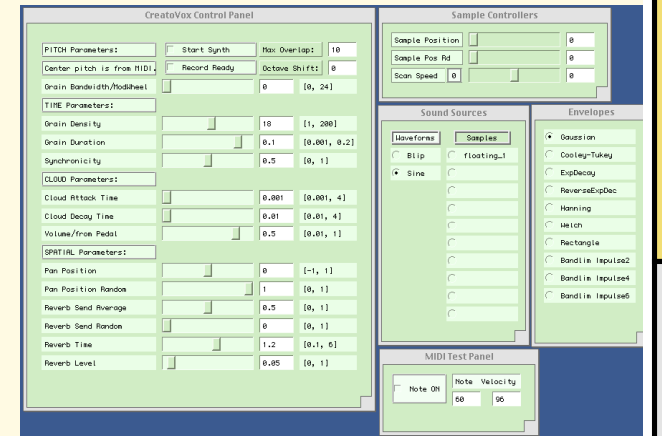 CreatoVox Control Panel
PITCH Parameters:
Start Synth
Max Overlap:
10
Center pitch is from MIDI.
Record Ready
Octave Shift:
0
Grain Bandwidth/ModWheel
0
[0, 24]
TIME Parameters:
Grain Density
18
[1, 200]
Grain Duration
0.1
[0.001, 0.2]
Synchronicity
0.5
[0, 1]
CLOUD Parameters:
Cloud Attack Time
0.001
[0.001, 4]
Cloud Decay Time
0.01
[0.01, 4]
Volume/from Pedal
0.5
[0.01, 1]
SPATIAL Parameters:
Pan Position
0
[-1, 1]
Pan Position Random
1
[0, 1]
Reverb Send Average
0.5
[0, 1]
Reverb Send Random
0
[0, 1]
Reverb Time
1.2
[0.1, 6]
Reverb Level
0.05
[0, 1]
Sample Controllers
Sample Position
0
Sample Pos Rd
0
Scan Speed
0
0
Sound Sources
Waveforms
Samples
Blip
floating_1
Sine
Envelopes
Gaussian
Cooley-Tukey
ExpDecay
ReverseExpDec
Hanning
Welch
Rectangle
Bandlim Impulse2
Bandlim Impulse4
Bandlim Impulse6
MIDI Test Panel
Note ON
Note Velocity
60
96